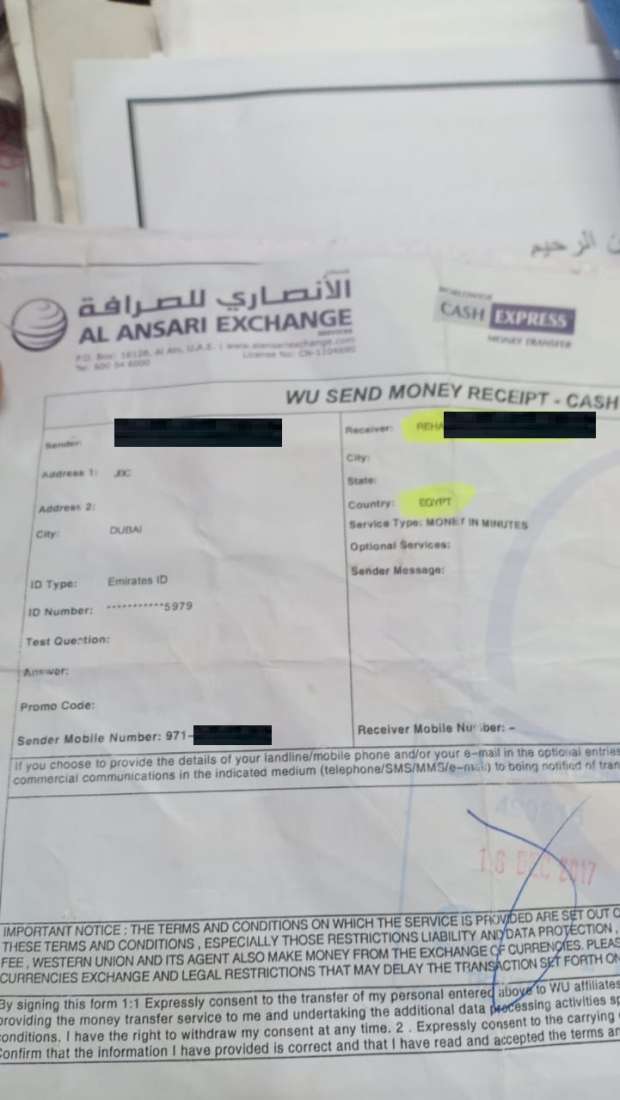 ن الرحيم
الأنصاري للصرافة
AL ANSARI EXCHANGE
SERVICES
P.O. Box: 16128, Al Ain, U.A.E. | www.alansariexchange.com
Tel: 600 54 6000
WORLDWIDE
CASH EXPRESS
MONEY TRANSFER
WU SEND MONEY RECEIPT - CASH
Sender:
Address 1: JBC
Address 2:
City: DUBAI
ID Type: Emirates ID
ID Number: ***********5979
Test Question:
Answer:
Promo Code:
Sender Mobile Number: 971-
Receiver: REHA
City:
State:
Country: EGYPT
Service Type: MONEY IN MINUTES
Optional Services:
Sender Message:
Receiver Mobile Number: -
If you choose to provide the details of your landline/mobile phone and/or your e-mail in the optional entries
commercial communications in the indicated medium (telephone/SMS/MMS/e-mail) to being notified of tran
DEC 2017
IMPORTANT NOTICE : THE TERMS AND CONDITIONS ON WHICH THE SERVICE IS PROVIDED ARE SET OUT O
THESE TERMS AND CONDITIONS , ESPECIALLY THOSE RESTRICTIONS LIABILITY AND DATA PROTECTION ,
FEE , WESTERN UNION AND ITS AGENT ALSO MAKE MONEY FROM THE EXCHANGE OF CURRENCIES. PLEAS
CURRENCIES EXCHANGE AND LEGAL RESTRICTIONS THAT MAY DELAY THE TRANSACTION SET FORTH ON
By signing this form 1:1 Expressly consent to the transfer of my personal entered above to WU affiliates
providing the money transfer service to me and undertaking the additional data processing activities sp
conditions. I have the right to withdraw my consent at any time. 2 . Expressly consent to the carrying
Confirm that the information I have provided is correct and that I have read and accepted the terms an